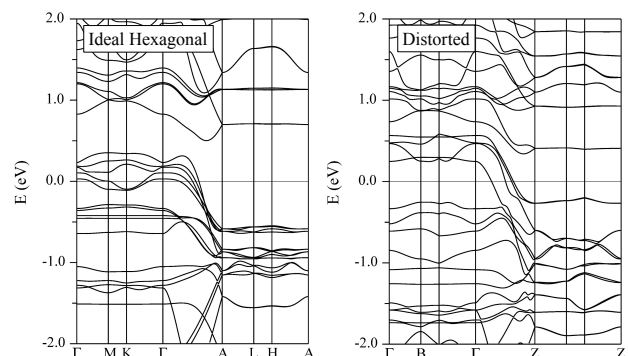 2.0
Ideal Hexagonal
1.0
0.0
-1.0
-2.0
E (eV)
Γ M K Γ A L H A
2.0
Distorted
1.0
0.0
-1.0
-2.0
E (eV)
Γ B Γ Z Z